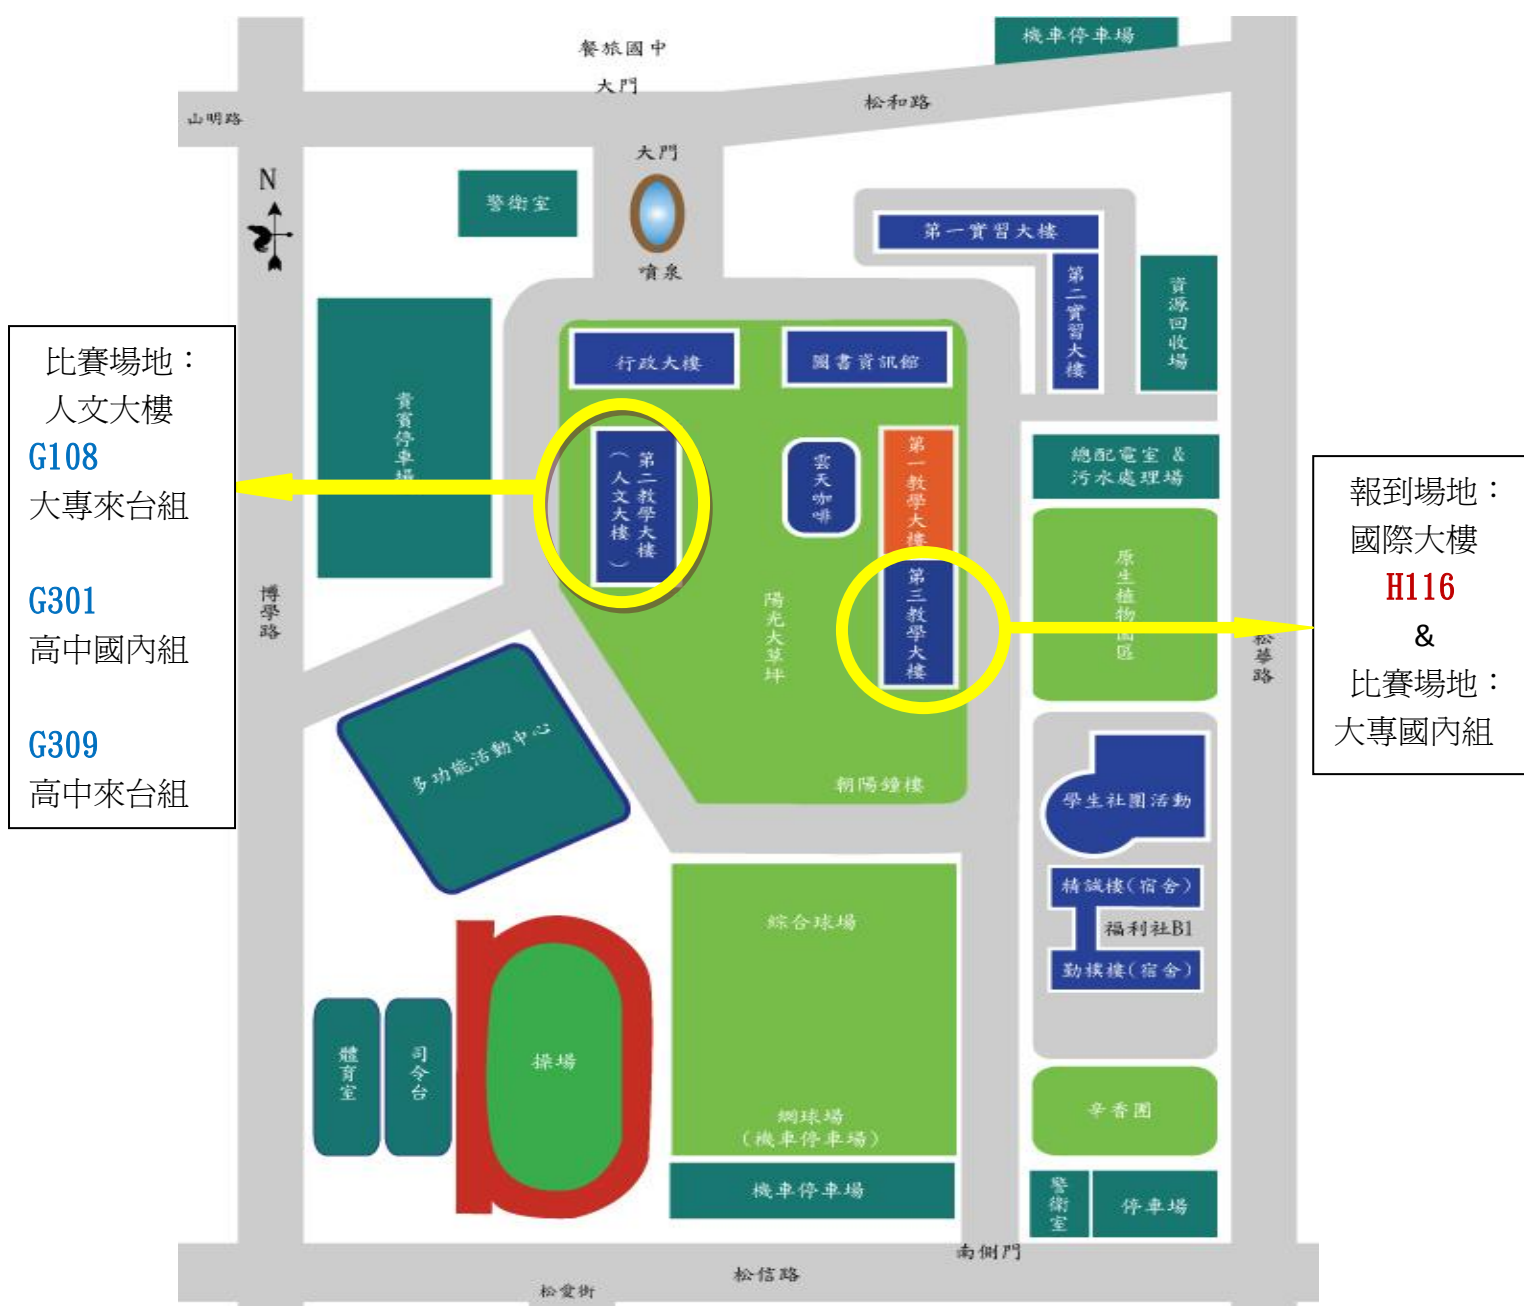 機車停車場
餐旅國中
大門
松和路
山明路
大門
N
警衛室
噴泉
第一實習大樓
第二實習大樓
資源回收場
行政大樓
圖書資訊館
貴賓停車場
第二教學大樓
（人文大樓）
雲天咖啡
第一教學大樓
第三教學大樓
總配電室 &
污水處理場
原生植物園區
陽光大草坪
博學路
松華路
比賽場地：
人文大樓
G108
大專來台組
G301
高中國內組
G309
高中來台組
報到場地：
國際大樓
H116
&
比賽場地：
大專國內組
多功能活動中心
朝陽鐘樓
學生社團活動
精誠樓(宿舍)
福利社B1
勤樸樓(宿舍)
綜合球場
體育室
司令台
操場
網球場
(機車停車場)
辛香園
機車停車場
警衛室
停車場
南側門
松信路
松愛街